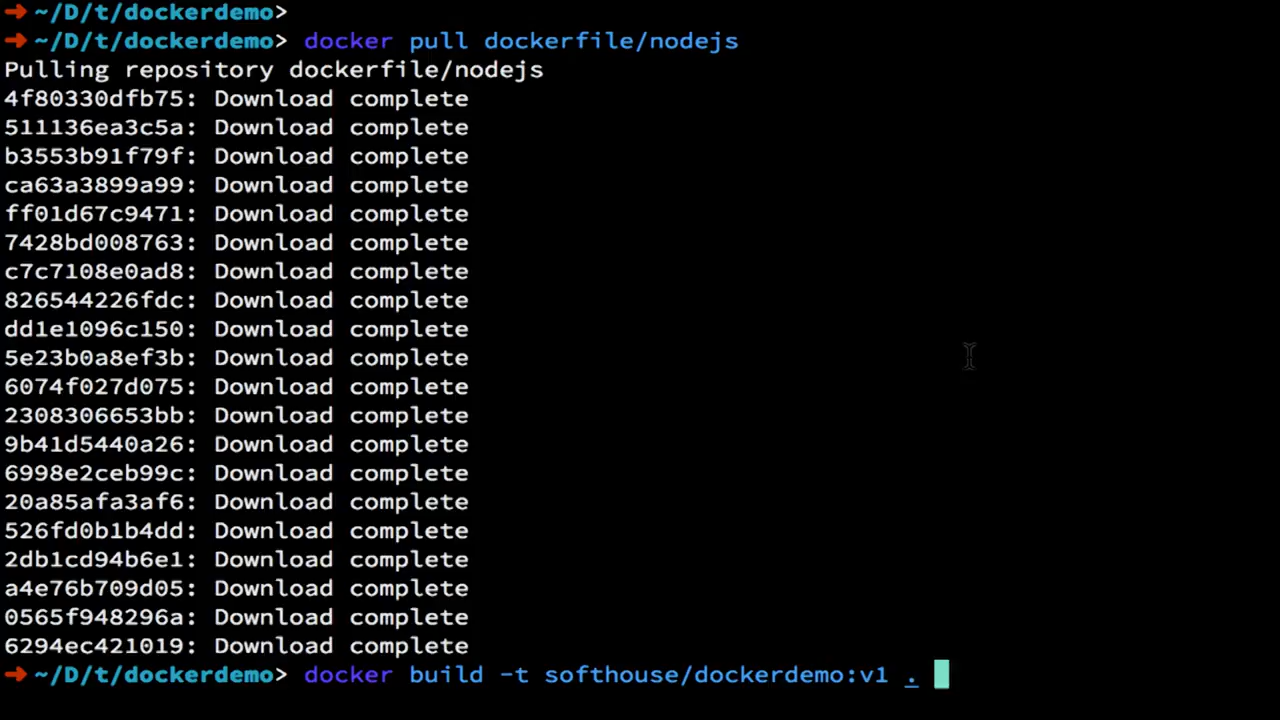 ➜ ~/D/t/dockerdemo>
➜ ~/D/t/dockerdemo> docker pull dockerfile/nodejs
Pulling repository dockerfile/nodejs
4f80330dfb75: Download complete
511136ea3c5a: Download complete
b3553b91f79f: Download complete
ca63a3899a99: Download complete
ff01d67c9471: Download complete
7428bd008763: Download complete
c7c7108e0ad8: Download complete
826544226fdc: Download complete
dd1e1096c150: Download complete
5e23b0a8ef3b: Download complete
6074f027d075: Download complete
2308306653bb: Download complete
9b41d5440a26: Download complete
6998e2ceb99c: Download complete
20a85afa3af6: Download complete
526fd0b1b4dd: Download complete
2db1cd94b6e1: Download complete
a4e76b709d05: Download complete
0565f948296a: Download complete
6294ec421019: Download complete
➜ ~/D/t/dockerdemo> docker build -t softhouse/dockerdemo:v1 .